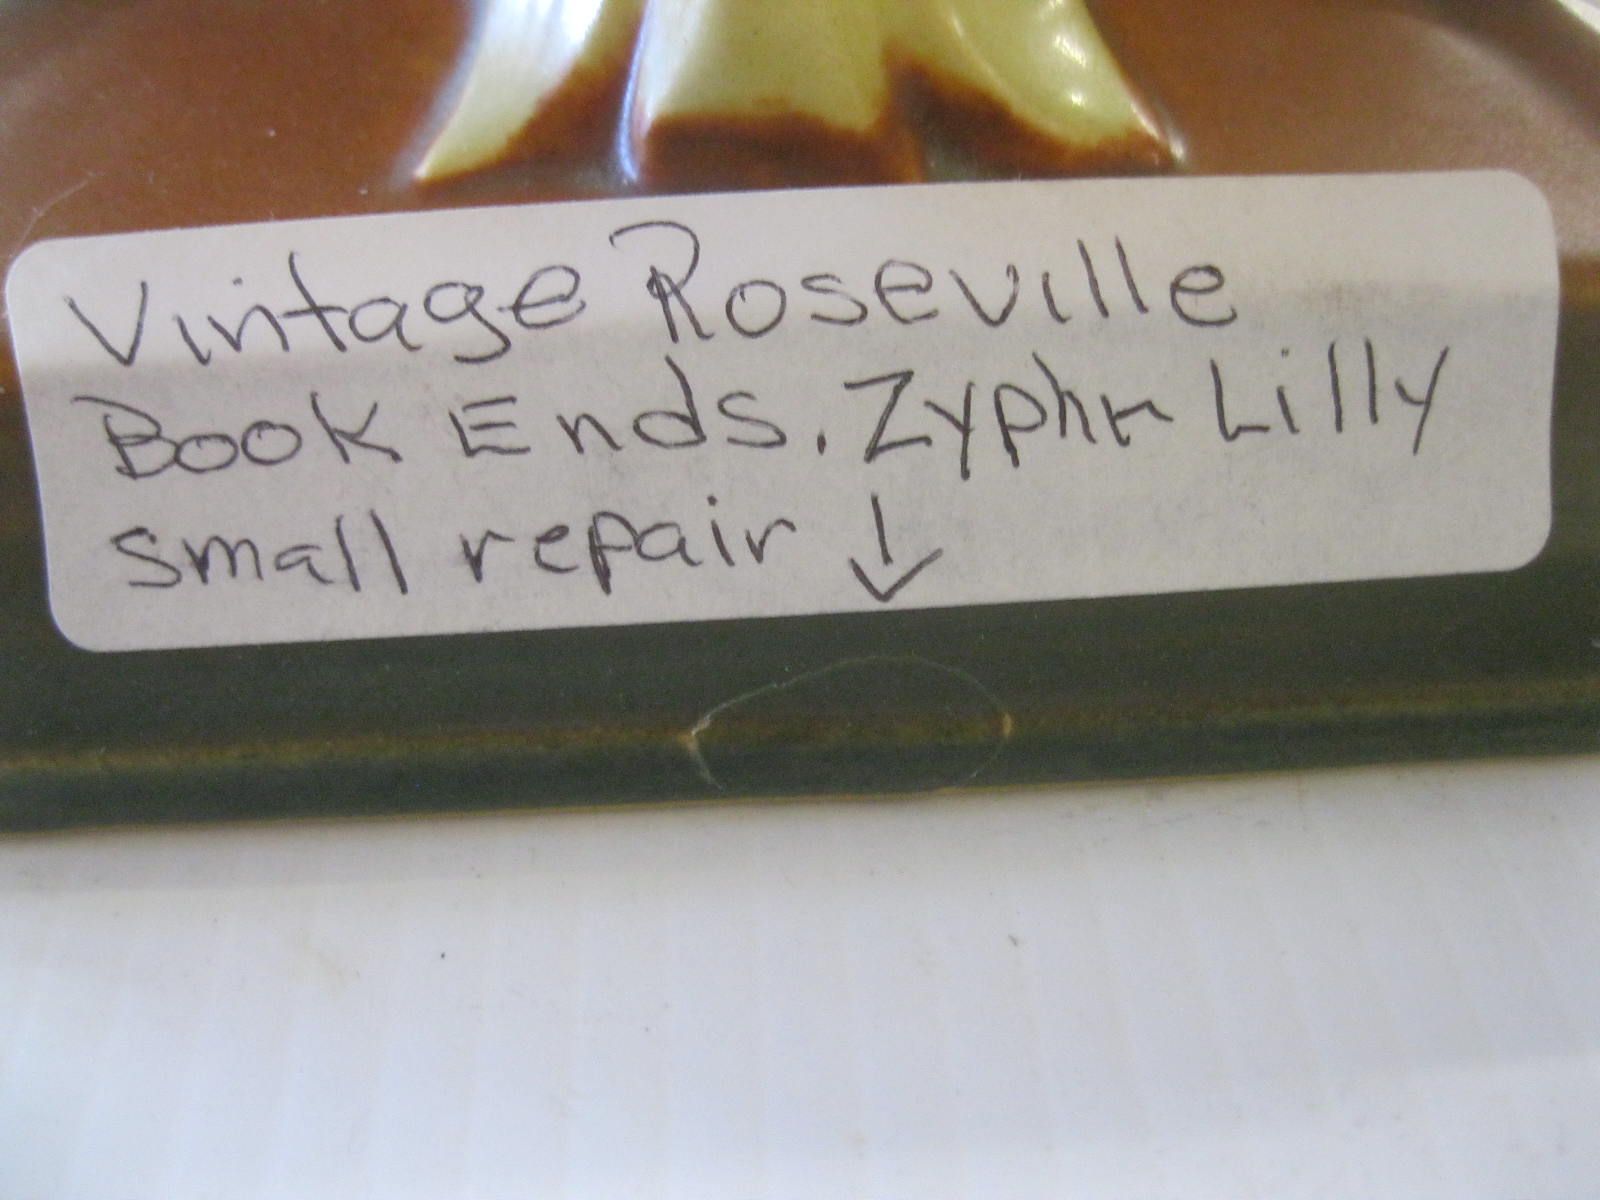 Vintage Roseville
Book Ends. Zyphr Lilly
small repair ↓